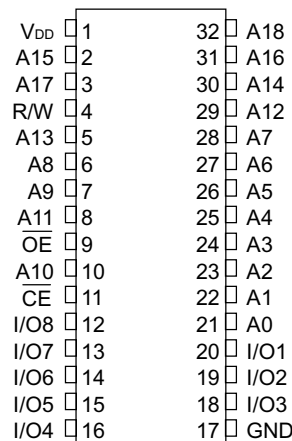 VDD 1 32 A18
A15 2 31 A16
A17 3 30 A14
R/W 4 29 A12
A13 5 28 A7
A8 6 27 A6
A9 7 26 A5
A11 8 25 A4
O̅E̅ 9 24 A3
A10 10 23 A2
C̅E̅ 11 22 A1
I/O8 12 21 A0
I/O7 13 20 I/O1
I/O6 14 19 I/O2
I/O5 15 18 I/O3
I/O4 16 17 GND